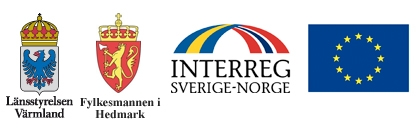 Länsstyrelsen
Värmland
Fylkesmannen i
Hedmark
INTERREG
SVERIGE-NORGE